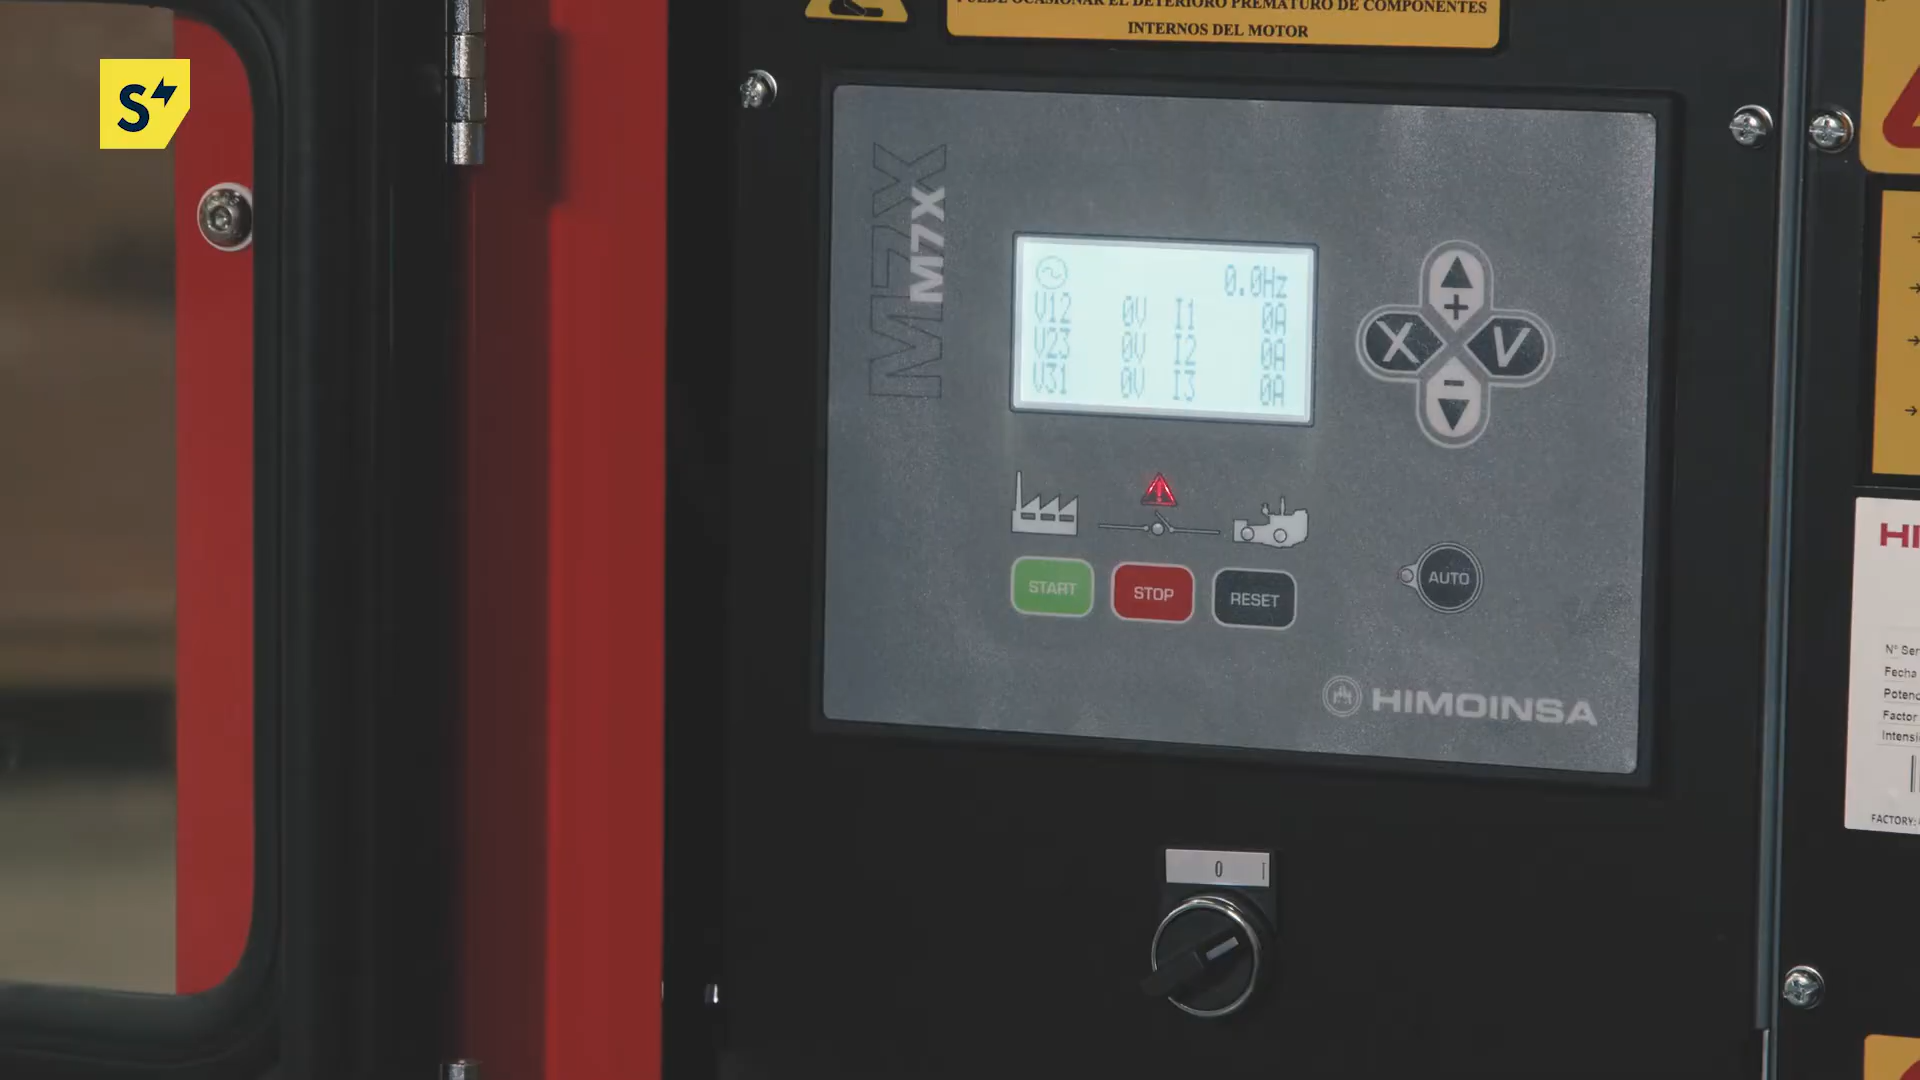 S
PUEDE OCASIONAR EL DETERIORO PREMATURO DE COMPONENTES
INTERNOS DEL MOTOR
M7X
M7X
0.0Hz
V12 0V I1 0A
V23 0V I2 0A
V31 0V I3 0A
+
X V
-
START STOP RESET
AUTO
HIMOINSA
0 I
HI
N° Ser
Fecha
Potenc
Factor
Intensi
FACTORY: